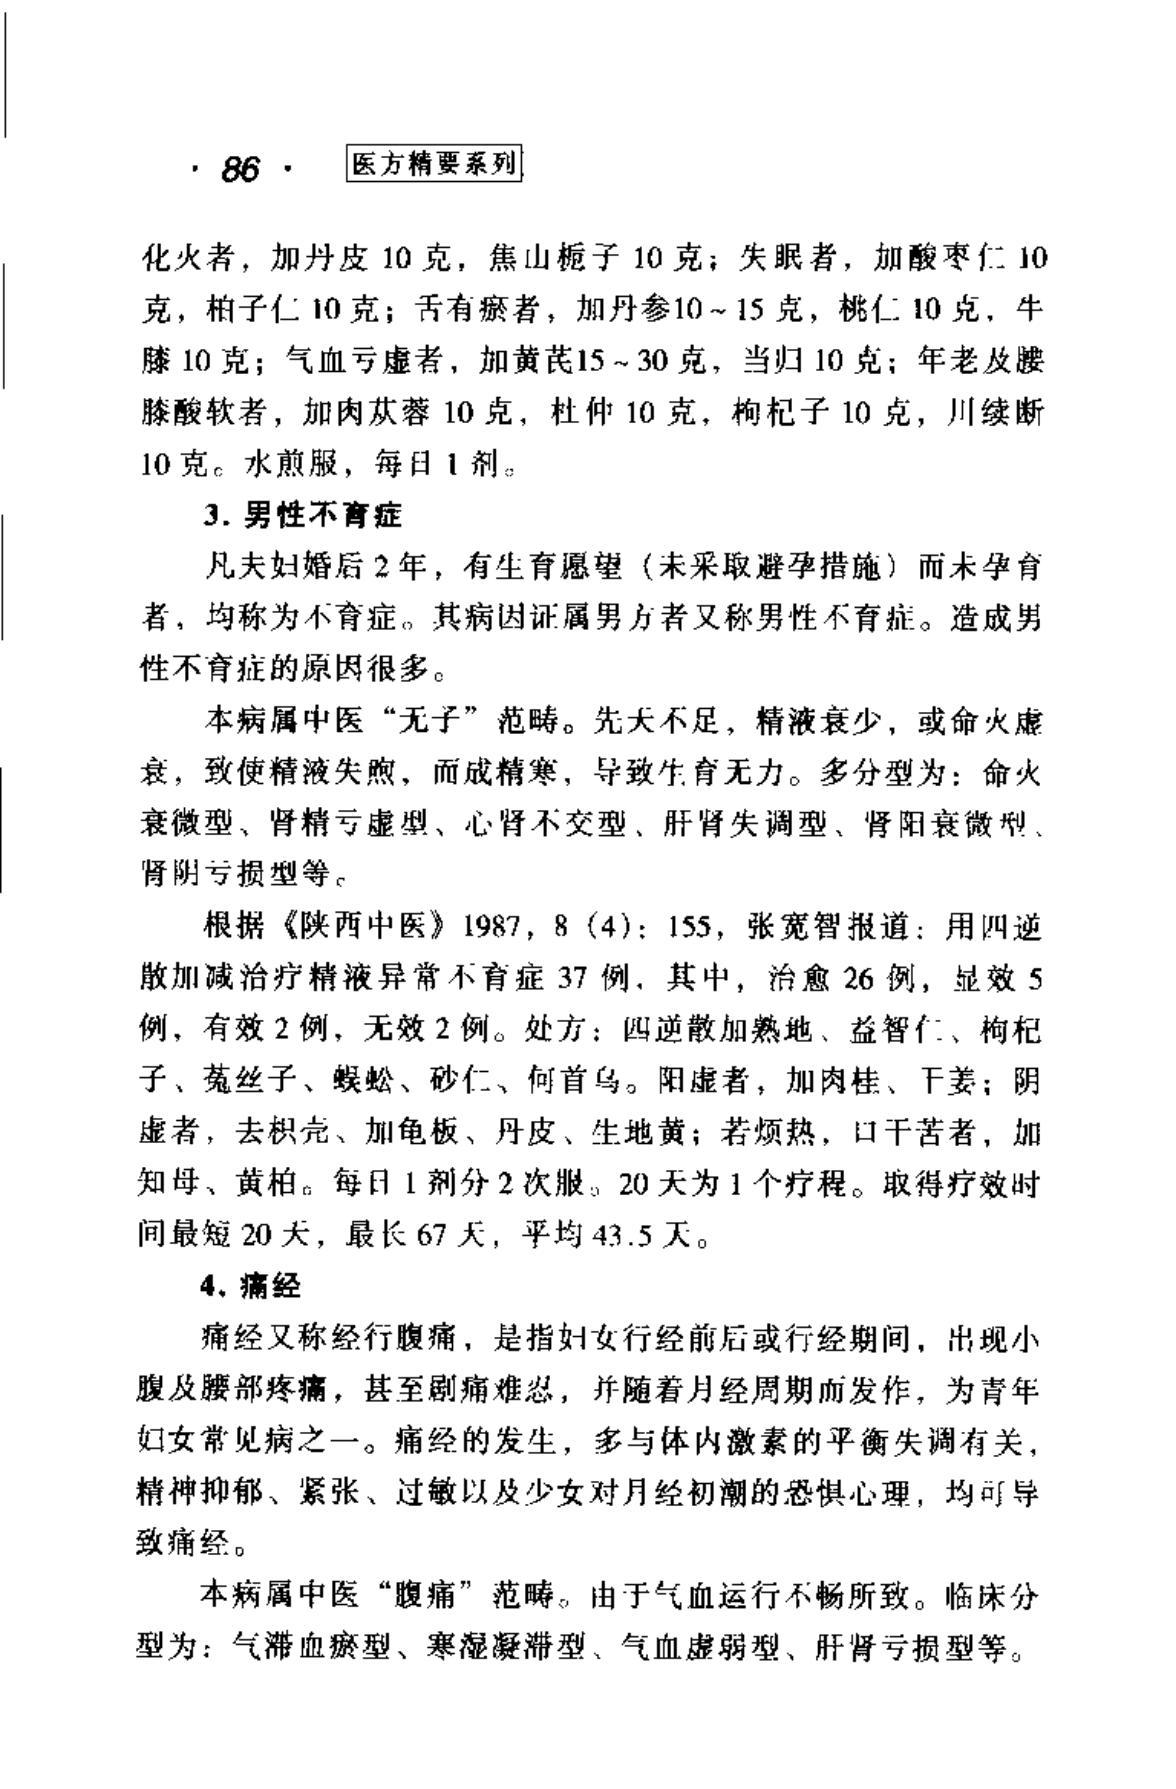 · 86 · 医方精要系列
化火者，加丹皮 10 克，焦山栀子 10 克；失眠者，加酸枣仁 10
克，柏子仁 10 克；舌有瘀者，加丹参10～15 克，桃仁 10 克，牛
膝 10 克；气血亏虚者，加黄芪15～30 克，当归 10 克；年老及腰
膝酸软者，加肉苁蓉 10 克，杜仲 10 克，枸杞子 10 克，川续断
10 克。水煎服，每日 1 剂。
3. 男性不育症
凡夫妇婚后 2 年，有生育愿望（未采取避孕措施）而未孕育
者，均称为不育症。其病因证属男方者又称男性不育症。造成男
性不育症的原因很多。
本病属中医“无子”范畴。先天不足，精液衰少，或命火虚
衰，致使精液失煦，而成精寒，导致生育无力。多分型为：命火
衰微型、肾精亏虚型、心肾不交型、肝肾失调型、肾阳衰微型、
肾阴亏损型等。
根据《陕西中医》1987，8（4）：155，张宽智报道：用四逆
散加减治疗精液异常不育症 37 例，其中，治愈 26 例，显效 5
例，有效 2 例，无效 2 例。处方：四逆散加熟地、益智仁、枸杞
子、菟丝子、蜈蚣、砂仁、何首乌。阳虚者，加肉桂、干姜；阴
虚者，去枳壳、加龟板、丹皮、生地黄；若烦热，口干苦者，加
知母、黄柏。每日 1 剂分 2 次服。20 天为 1 个疗程。取得疗效时
间最短 20 天，最长 67 天，平均 43.5 天。
4. 痛经
痛经又称经行腹痛，是指妇女行经前后或行经期间，出现小
腹及腰部疼痛，甚至剧痛难忍，并随着月经周期而发作，为青年
妇女常见病之一。痛经的发生，多与体内激素的平衡失调有关，
精神抑郁、紧张、过敏以及少女对月经初潮的恐惧心理，均可导
致痛经。
本病属中医“腹痛”范畴。由于气血运行不畅所致。临床分
型为：气滞血瘀型、寒湿凝滞型、气血虚弱型、肝肾亏损型等。